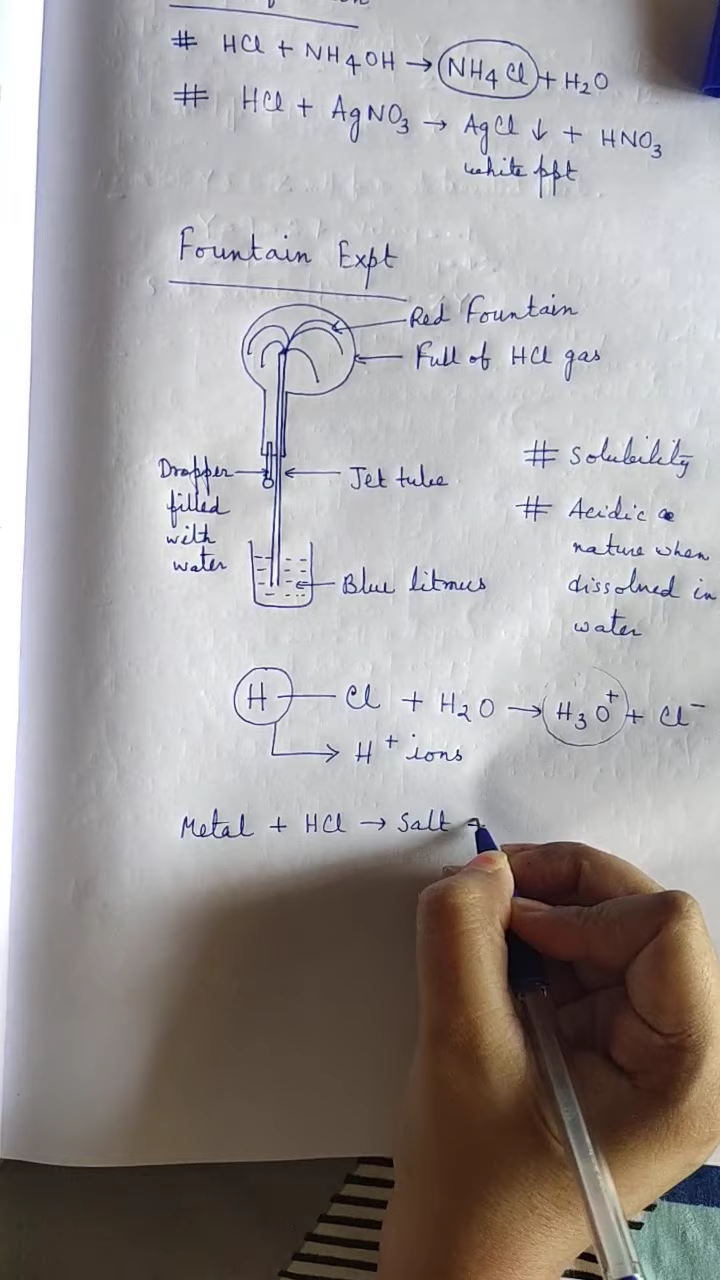 # HCl + NH4OH → NH4Cl + H2O
# HCl + AgNO3 → AgCl ↓ + HNO3
white ppt
Fountain Expt
Red Fountain
Full of HCl gas
Dropper
filled
with
water
Jet tube
Blue litmus
# Solubility
# Acidic
nature when
dissolved in
water
H — Cl + H2O → H3O+ + Cl-
H+ ions
Metal + HCl → Salt +